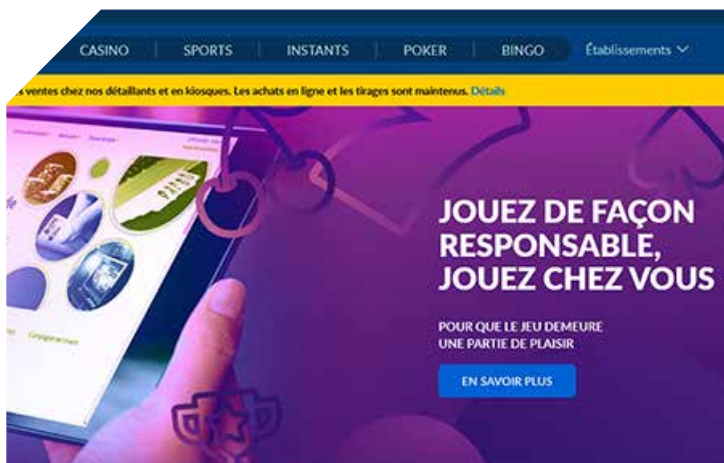 CASINO SPORTS INSTANTS POKER BINGO Établissements
ventes chez nos détaillants et en kiosques. Les achats en ligne et les tirages sont maintenus. Détails
JOUEZ DE FAÇON
RESPONSABLE,
JOUEZ CHEZ VOUS
POUR QUE LE JEU DEMEURE
UNE PARTIE DE PLAISIR
EN SAVOIR PLUS